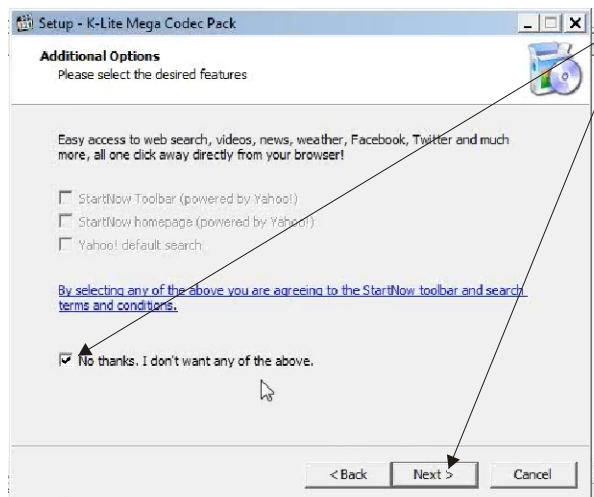 Setup - K-Lite Mega Codec Pack
Additional Options
Please select the desired features
Easy access to web search, videos, news, weather, Facebook, Twitter and much
more, all one click away directly from your browser!
StartNow Toolbar (powered by Yahoo!)
StartNow homepage (powered by Yahoo!)
Yahoo! default search
By selecting any of the above you are agreeing to the StartNow toolbar and search
terms and conditions.
No thanks. I don't want any of the above.
< Back Next > Cancel